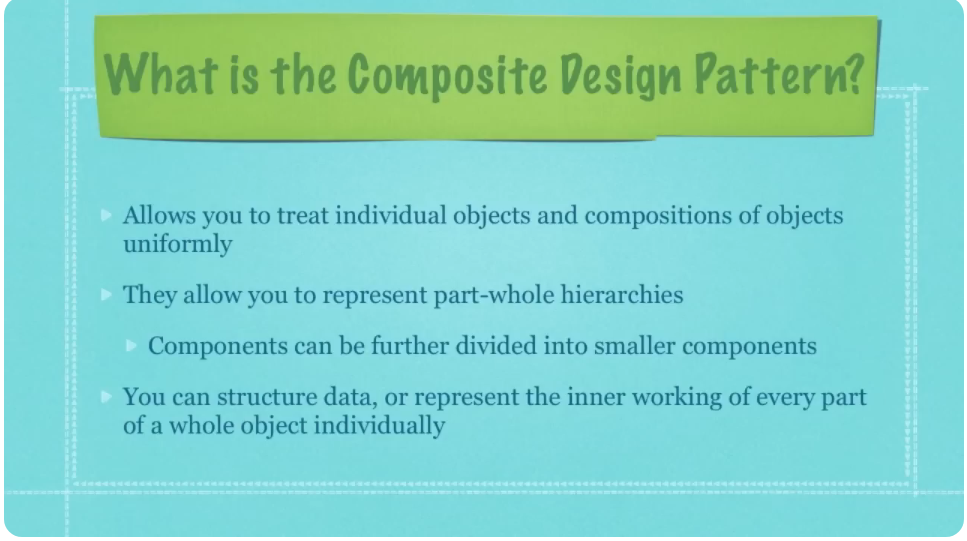 What is the Composite Design Pattern?
Allows you to treat individual objects and compositions of objects
uniformly
They allow you to represent part-whole hierarchies
Components can be further divided into smaller components
You can structure data, or represent the inner working of every part
of a whole object individually